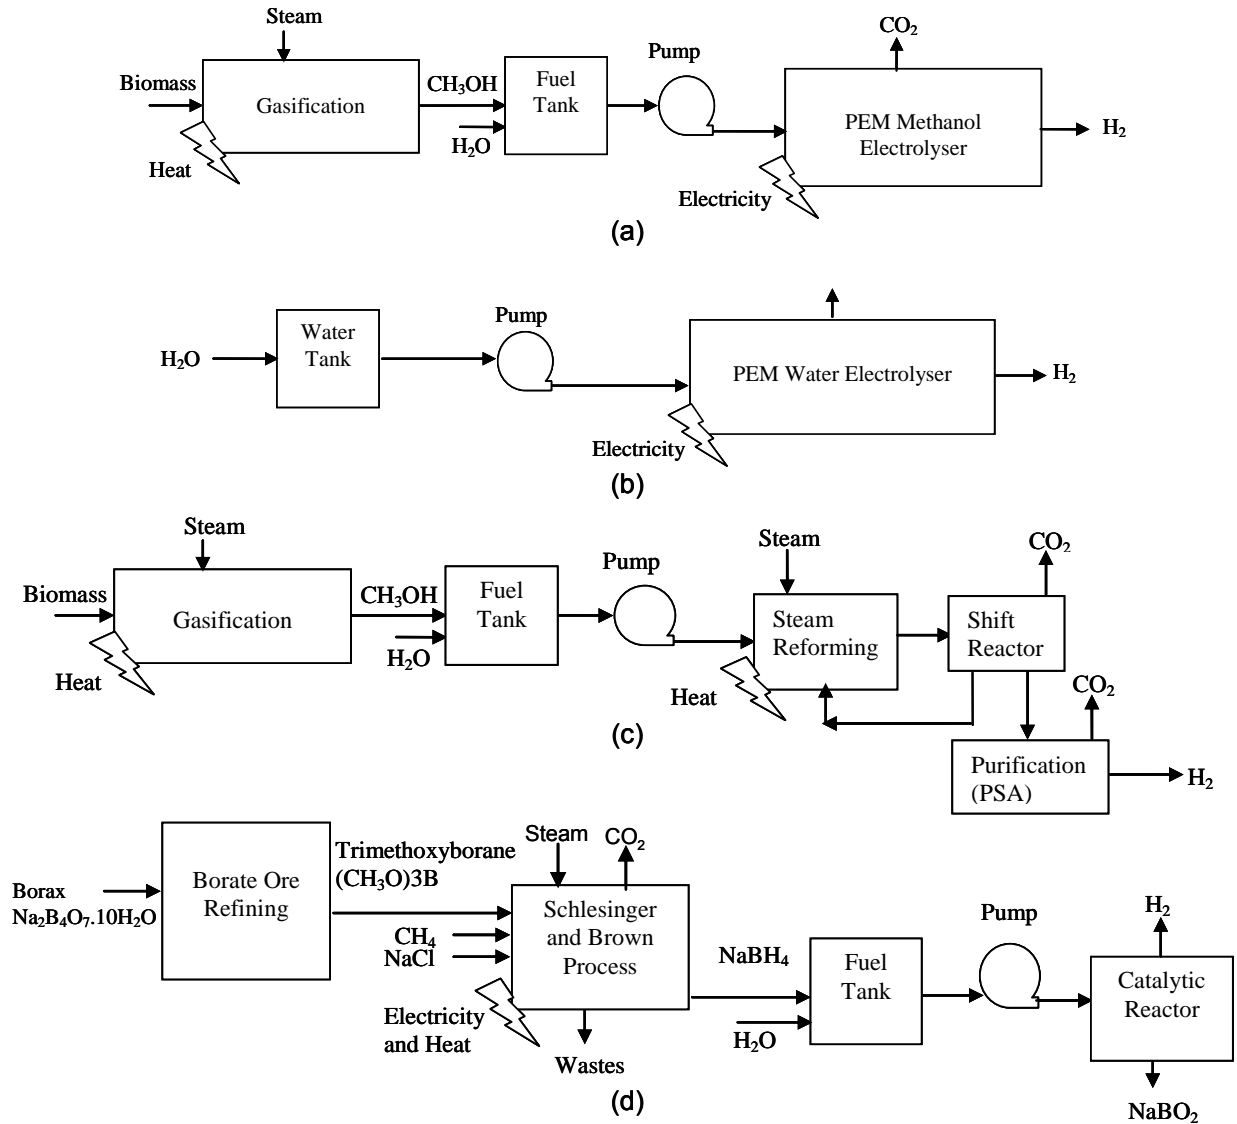 Steam
Biomass
Gasification
Heat
CH₃OH
H₂O
Fuel
Tank
Pump
CO₂
PEM Methanol
Electrolyser
H₂
Electricity
(a)
H₂O
Water
Tank
Pump
PEM Water Electrolyser
H₂
Electricity
(b)
Steam
Biomass
Gasification
Heat
CH₃OH
H₂O
Fuel
Tank
Pump
Steam
Steam
Reforming
Heat
CO₂
Shift
Reactor
CO₂
Purification
(PSA)
H₂
(c)
Borax
Na₂B₄O₇.10H₂O
Borate Ore
Refining
Trimethoxyborane
(CH₃O)3B
CH₄
NaCl
Steam
CO₂
Schlesinger
and Brown
Process
Electricity
and Heat
Wastes
NaBH₄
H₂O
Fuel
Tank
Pump
H₂
Catalytic
Reactor
NaBO₂
(d)